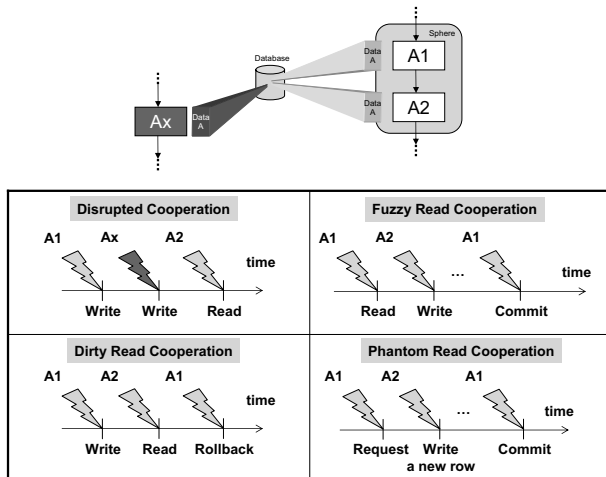 Sphere
Database
Data
A
A1
Ax
Data
A
Data
A
A2
Disrupted Cooperation
A1 Ax A2
time
Write Write Read
Fuzzy Read Cooperation
A1 A2 A1
...
time
Read Write Commit
Dirty Read Cooperation
A1 A2 A1
time
Write Read Rollback
Phantom Read Cooperation
A1 A2 A1
...
time
Request Write Commit
a new row